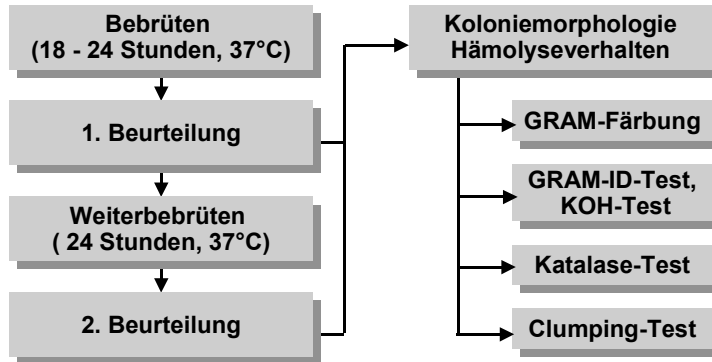 Bebrüten
(18 - 24 Stunden, 37°C)
1. Beurteilung
Weiterbebrüten
( 24 Stunden, 37°C)
2. Beurteilung
Koloniemorphologie
Hämolyseverhalten
GRAM-Färbung
GRAM-ID-Test,
KOH-Test
Katalase-Test
Clumping-Test